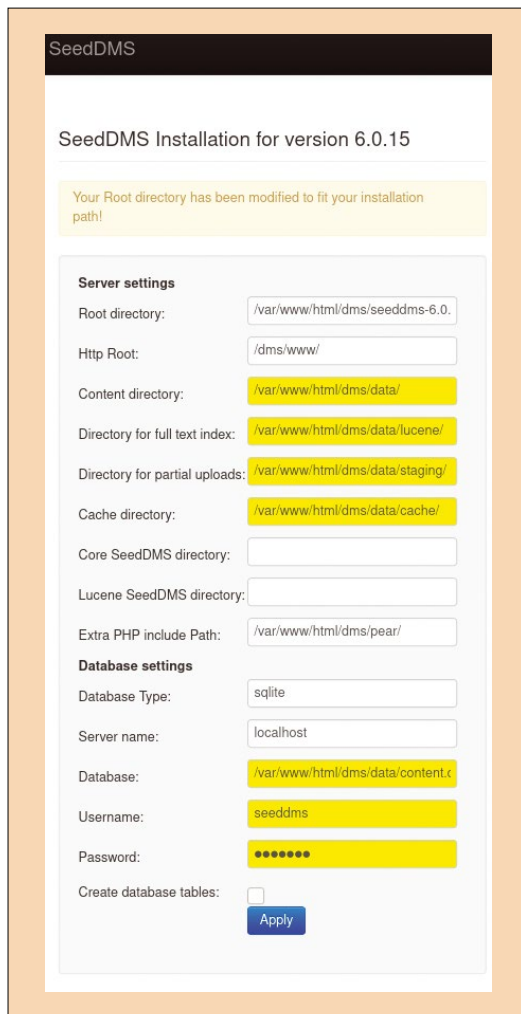 SeedDMS
SeedDMS Installation for version 6.0.15
Your Root directory has been modified to fit your installation
path!
Server settings
Root directory: /var/www/html/dms/seeddms-6.0.
Http Root: /dms/www/
Content directory: /var/www/html/dms/data/
Directory for full text index: /var/www/html/dms/data/lucene/
Directory for partial uploads: /var/www/html/dms/data/staging/
Cache directory: /var/www/html/dms/data/cache/
Core SeedDMS directory:
Lucene SeedDMS directory:
Extra PHP include Path: /var/www/html/dms/pear/
Database settings
Database Type: sqlite
Server name: localhost
Database: /var/www/html/dms/data/content.
Username: seeddms
Password: ●●●●●●●
Create database tables:
Apply